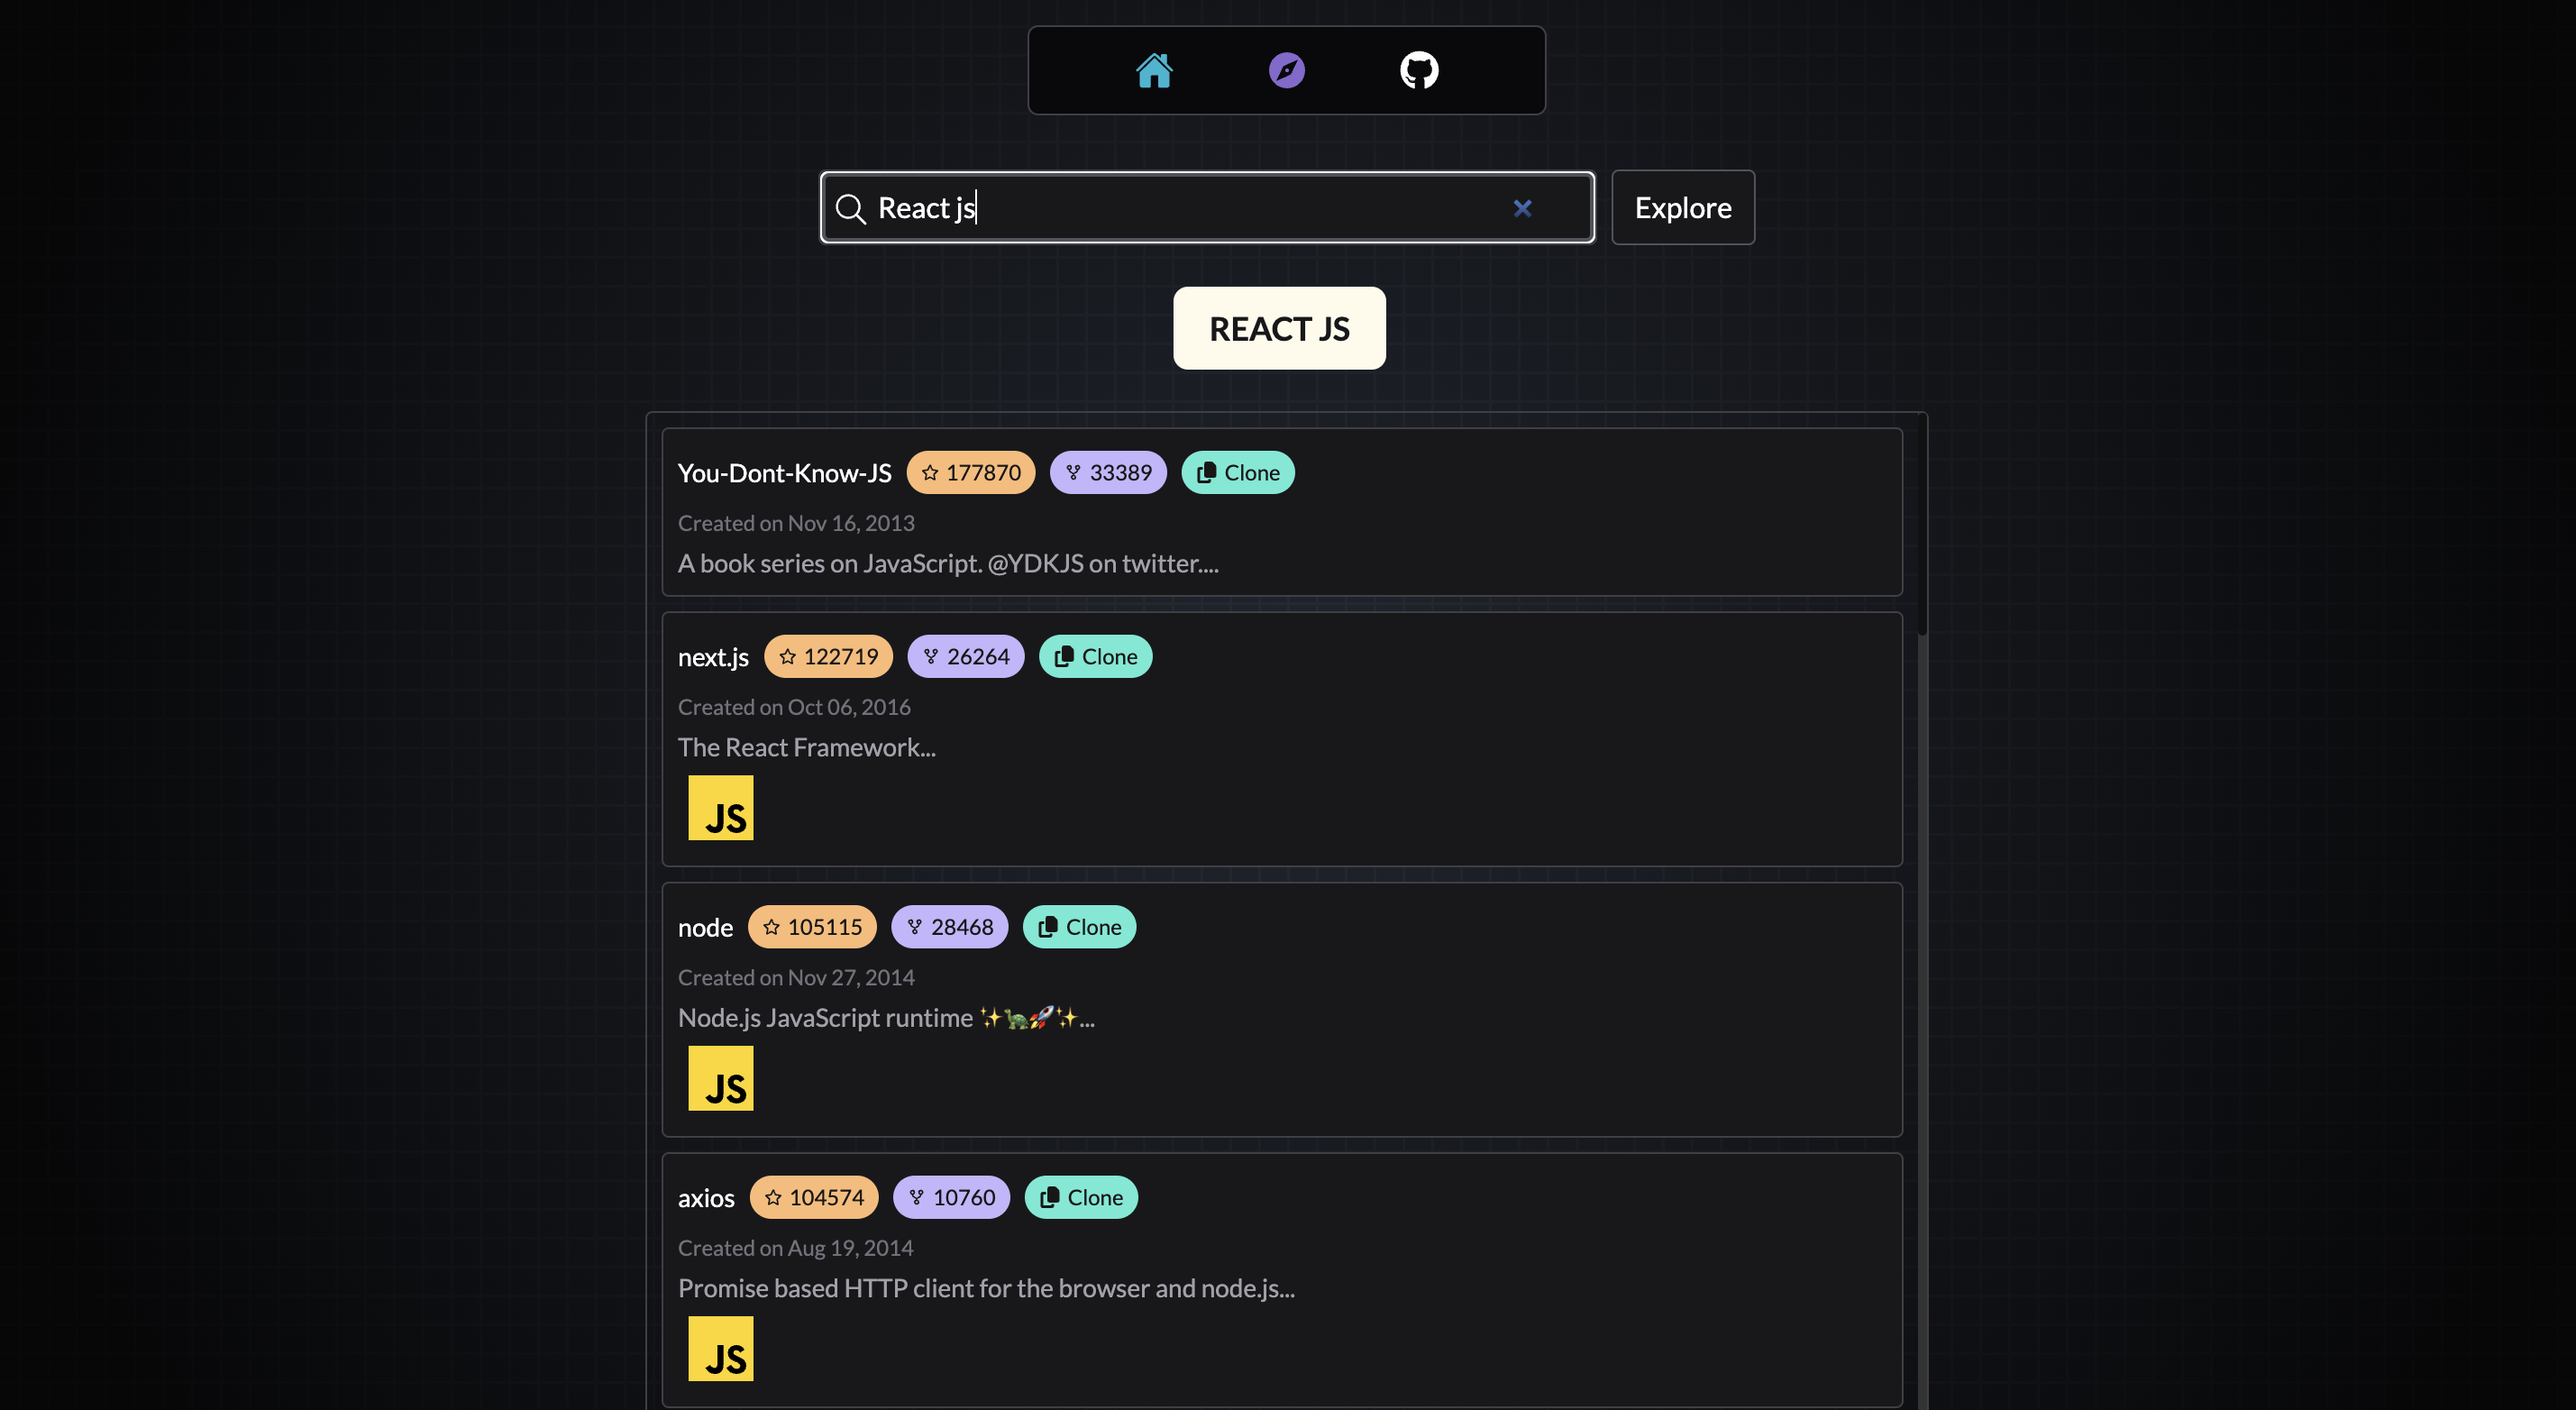 React js
Explore
REACT JS
You-Dont-Know-JS 177870 33389 Clone
Created on Nov 16, 2013
A book series on JavaScript. @YDKJS on twitter....
next.js 122719 26264 Clone
Created on Oct 06, 2016
The React Framework...
JS
node 105115 28468 Clone
Created on Nov 27, 2014
Node.js JavaScript runtime ✨🐢🚀✨...
JS
axios 104574 10760 Clone
Created on Aug 19, 2014
Promise based HTTP client for the browser and node.js...
JS